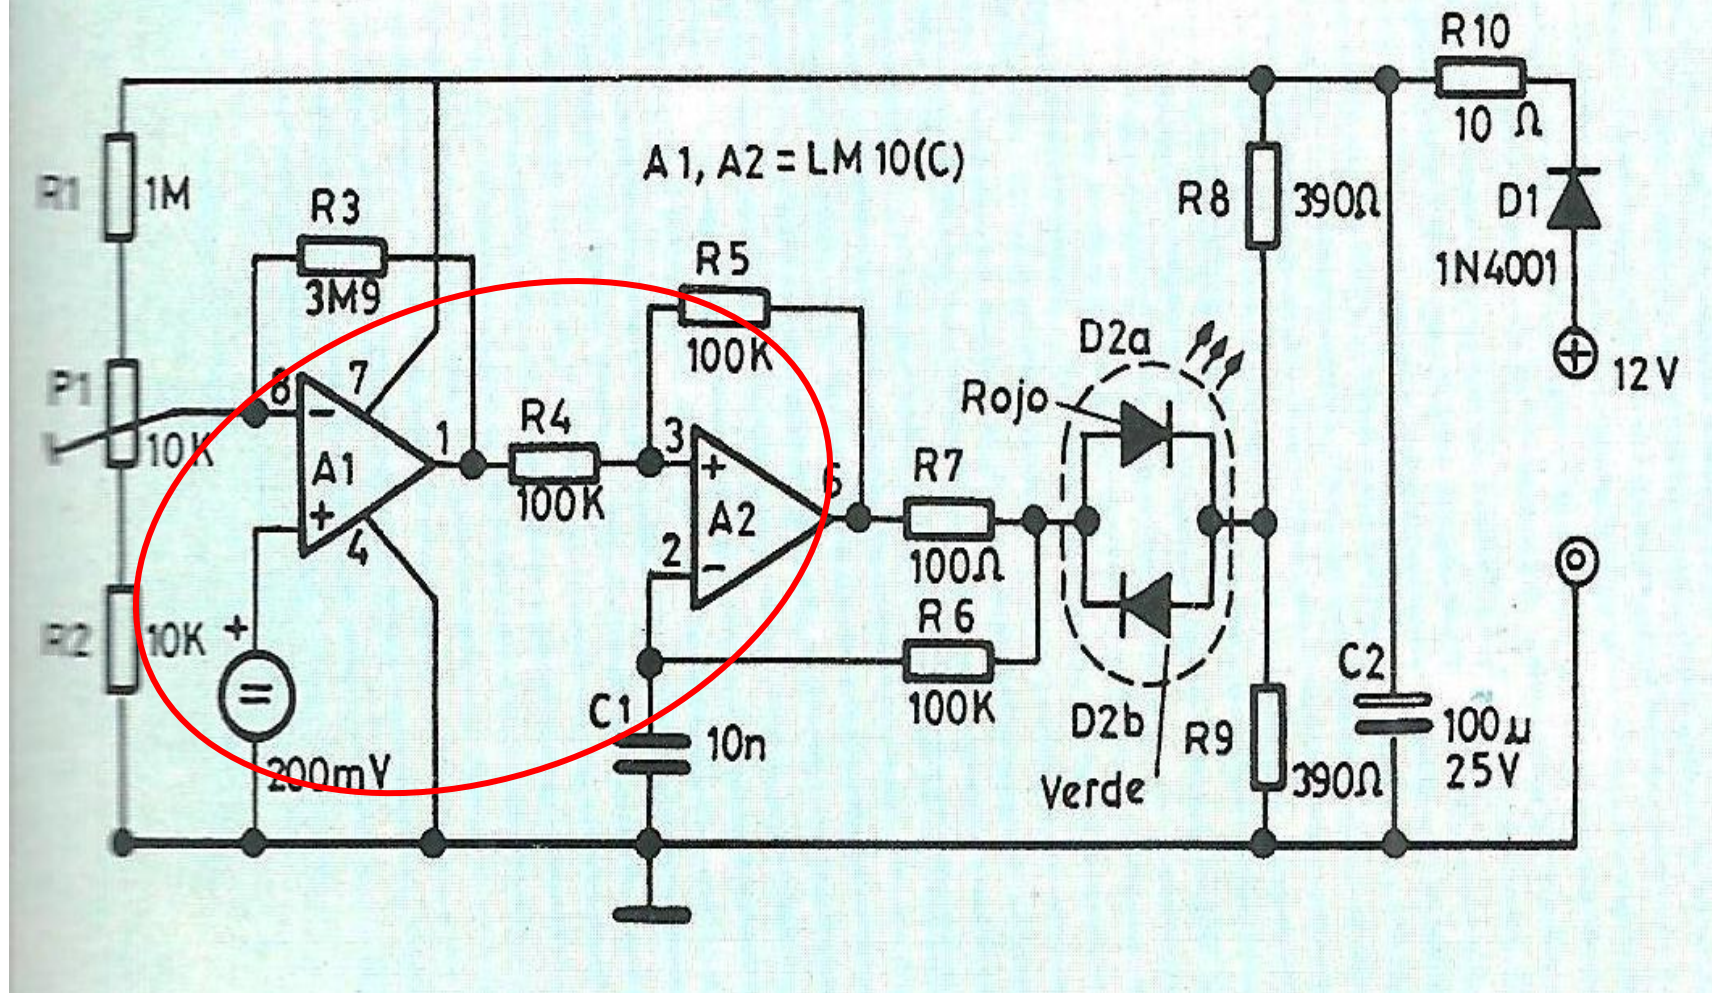 R10
10 Ω
A1, A2 = LM 10(C)
R1
1M
R3
3M9
R8
390Ω
D1
1N4001
R5
100K
D2a
12V
P1
10K
8
7
-
A1
+
4
1
R4
100K
3
+
A2
2
-
6
Rojo
R7
100Ω
R6
100K
R2
10K
+
=
200mV
C1
10n
D2b
Verde
R9
390Ω
C2
100µ
25V